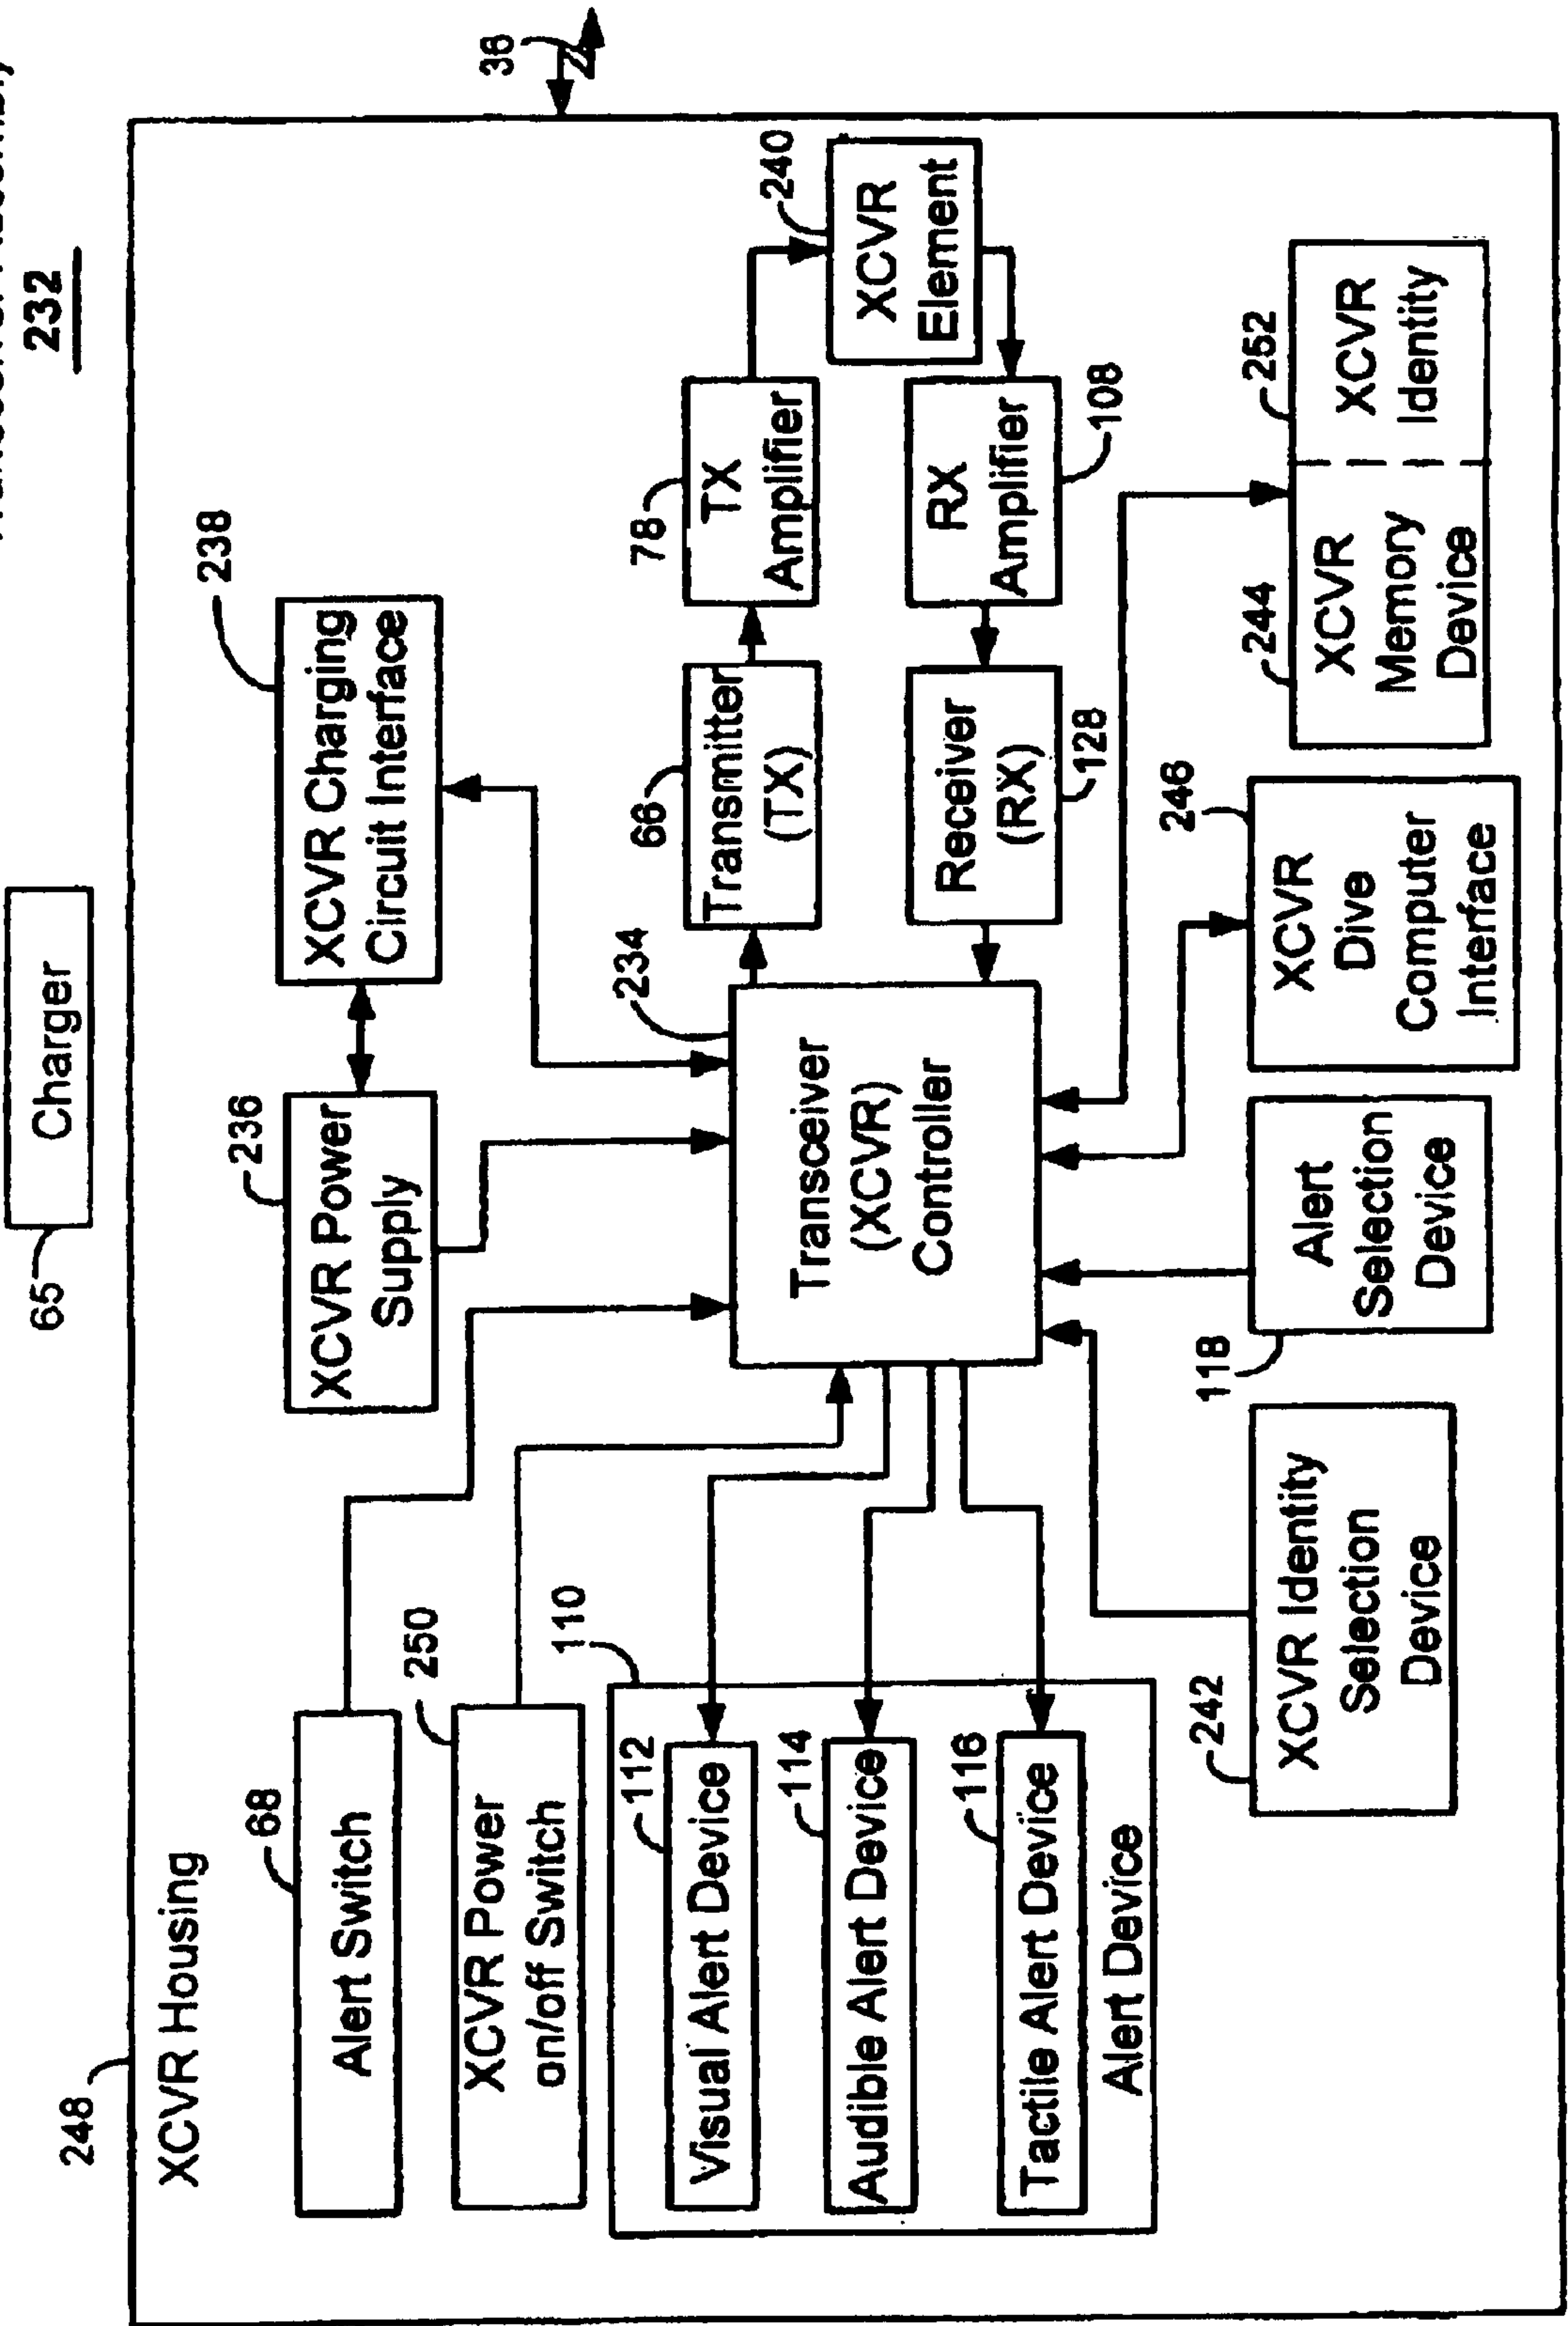 232
65
Charger
248
XCVR Housing
36
68
Alert Switch
236
XCVR Power
Supply
238
XCVR Charging
Circuit Interface
250
XCVR Power
on/off Switch
110
112
Visual Alert Device
114
Audible Alert Device
116
Tactile Alert Device
Alert Device
234
Transceiver
(XCVR)
Controller
66
Transmitter
(TX)
78
TX
Amplifier
240
XCVR
Element
Receiver
(RX)
128
RX
Amplifier
108
242
XCVR Identity
Selection
Device
118
Alert
Selection
Device
246
XCVR
Dive
Computer
Interface
244
XCVR
Memory
Device
252
XCVR
Identity